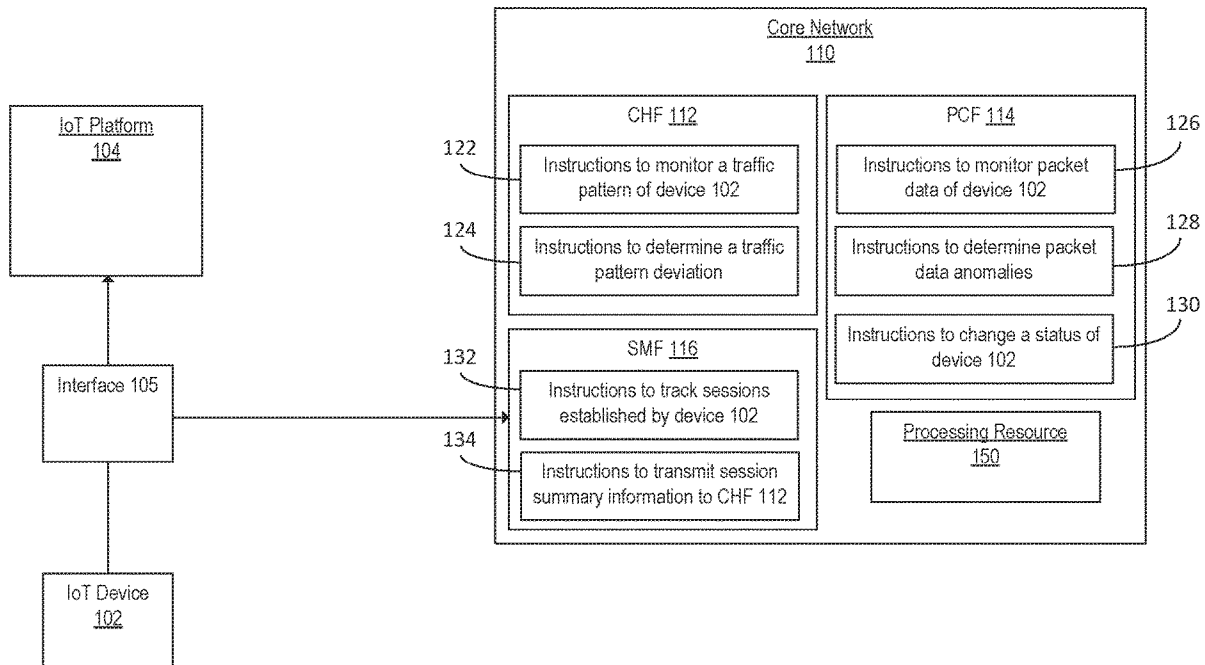 Core Network
110
IoT Platform
104
CHF 112
122
Instructions to monitor a traffic
pattern of device 102
124
Instructions to determine a traffic
pattern deviation
PCF 114
126
Instructions to monitor packet
data of device 102
128
Instructions to determine packet
data anomalies
130
Instructions to change a status of
device 102
Interface 105
SMF 116
132
Instructions to track sessions
established by device 102
134
Instructions to transmit session
summary information to CHF 112
Processing Resource
150
IoT Device
102